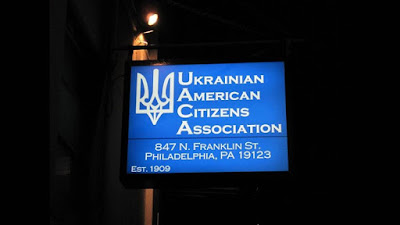 Ukrainian
American
Citizens
Association
847 N. Franklin St.
Philadelphia, PA 19123
Est. 1909